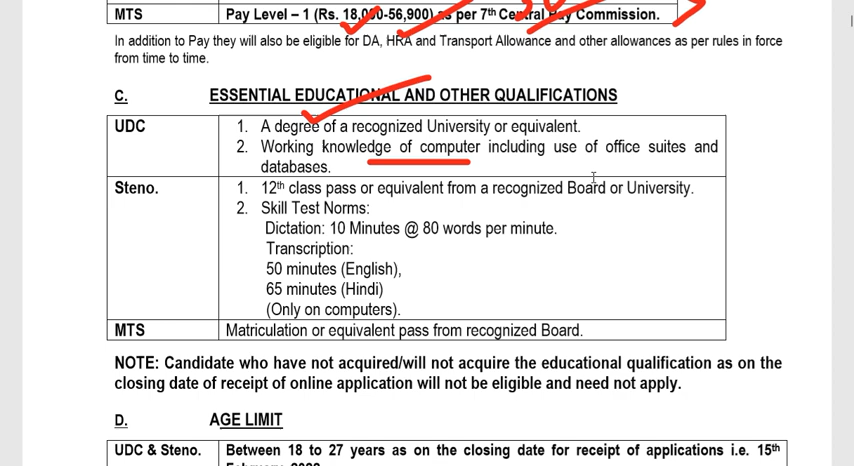 MTS Pay Level – 1 (Rs. 18,000-56,900) as per 7th Central Pay Commission.
In addition to Pay they will also be eligible for DA, HRA and Transport Allowance and other allowances as per rules in force
from time to time.
C. ESSENTIAL EDUCATIONAL AND OTHER QUALIFICATIONS
UDC 1. A degree of a recognized University or equivalent.
2. Working knowledge of computer including use of office suites and
databases.
Steno. 1. 12th class pass or equivalent from a recognized Board or University.
2. Skill Test Norms:
Dictation: 10 Minutes @ 80 words per minute.
Transcription:
50 minutes (English),
65 minutes (Hindi)
(Only on computers).
MTS Matriculation or equivalent pass from recognized Board.
NOTE: Candidate who have not acquired/will not acquire the educational qualification as on the
closing date of receipt of online application will not be eligible and need not apply.
D. AGE LIMIT
UDC & Steno. Between 18 to 27 years as on the closing date for receipt of applications i.e. 15th